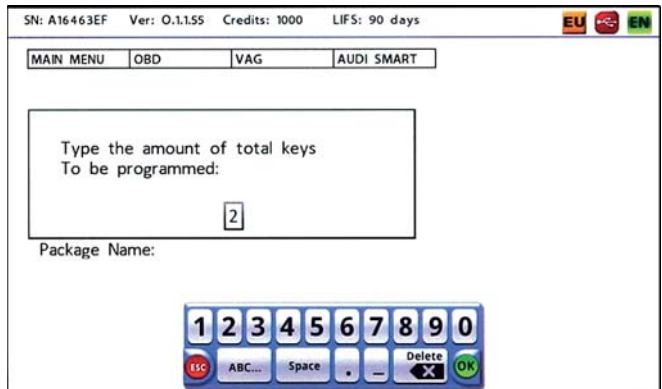 SN: A16463EF Ver: O.1.1.55 Credits: 1000 LIFS: 90 days EU EN
MAIN MENU OBD VAG AUDI SMART
Type the amount of total keys
To be programmed:
2
Package Name:
1 2 3 4 5 6 7 8 9 0
ESC ABC... Space . _ Delete X OK